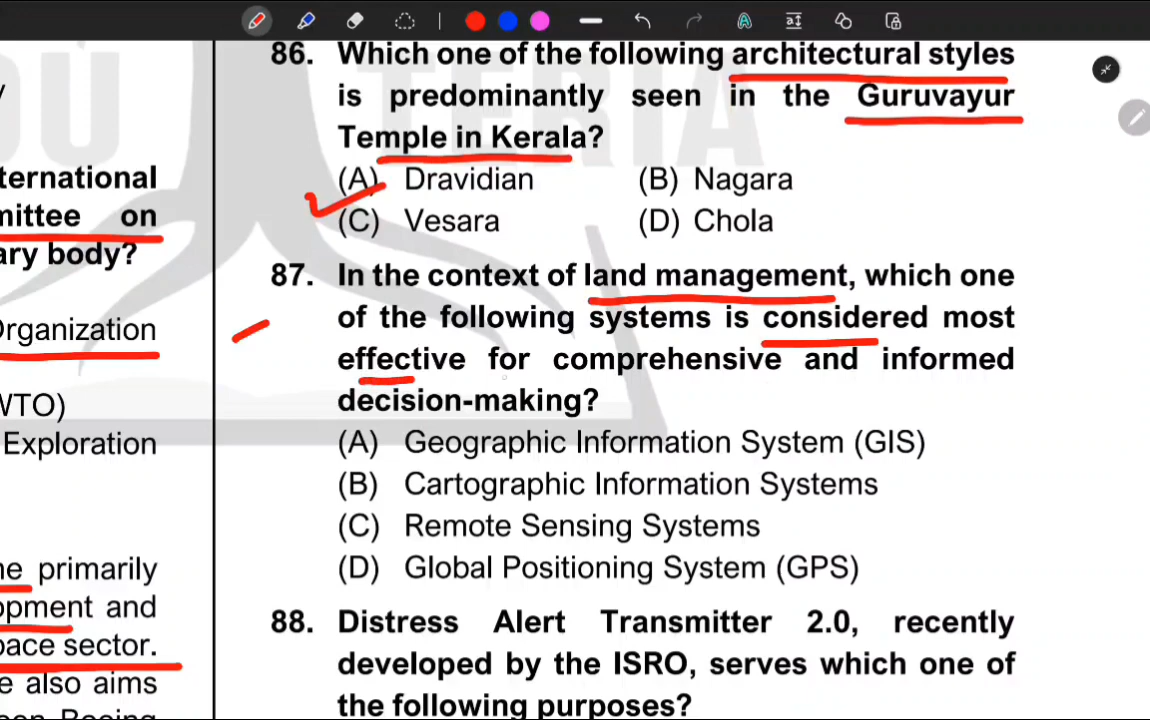 ternational
mittee on
ary body?
Organization
WTO)
Exploration
primarily
opment and
pace sector.
e also aims
86. Which one of the following architectural styles
is predominantly seen in the Guruvayur
Temple in Kerala?
(A) Dravidian (B) Nagara
(C) Vesara (D) Chola
87. In the context of land management, which one
of the following systems is considered most
effective for comprehensive and informed
decision-making?
(A) Geographic Information System (GIS)
(B) Cartographic Information Systems
(C) Remote Sensing Systems
(D) Global Positioning System (GPS)
88. Distress Alert Transmitter 2.0, recently
developed by the ISRO, serves which one of
the following purposes?